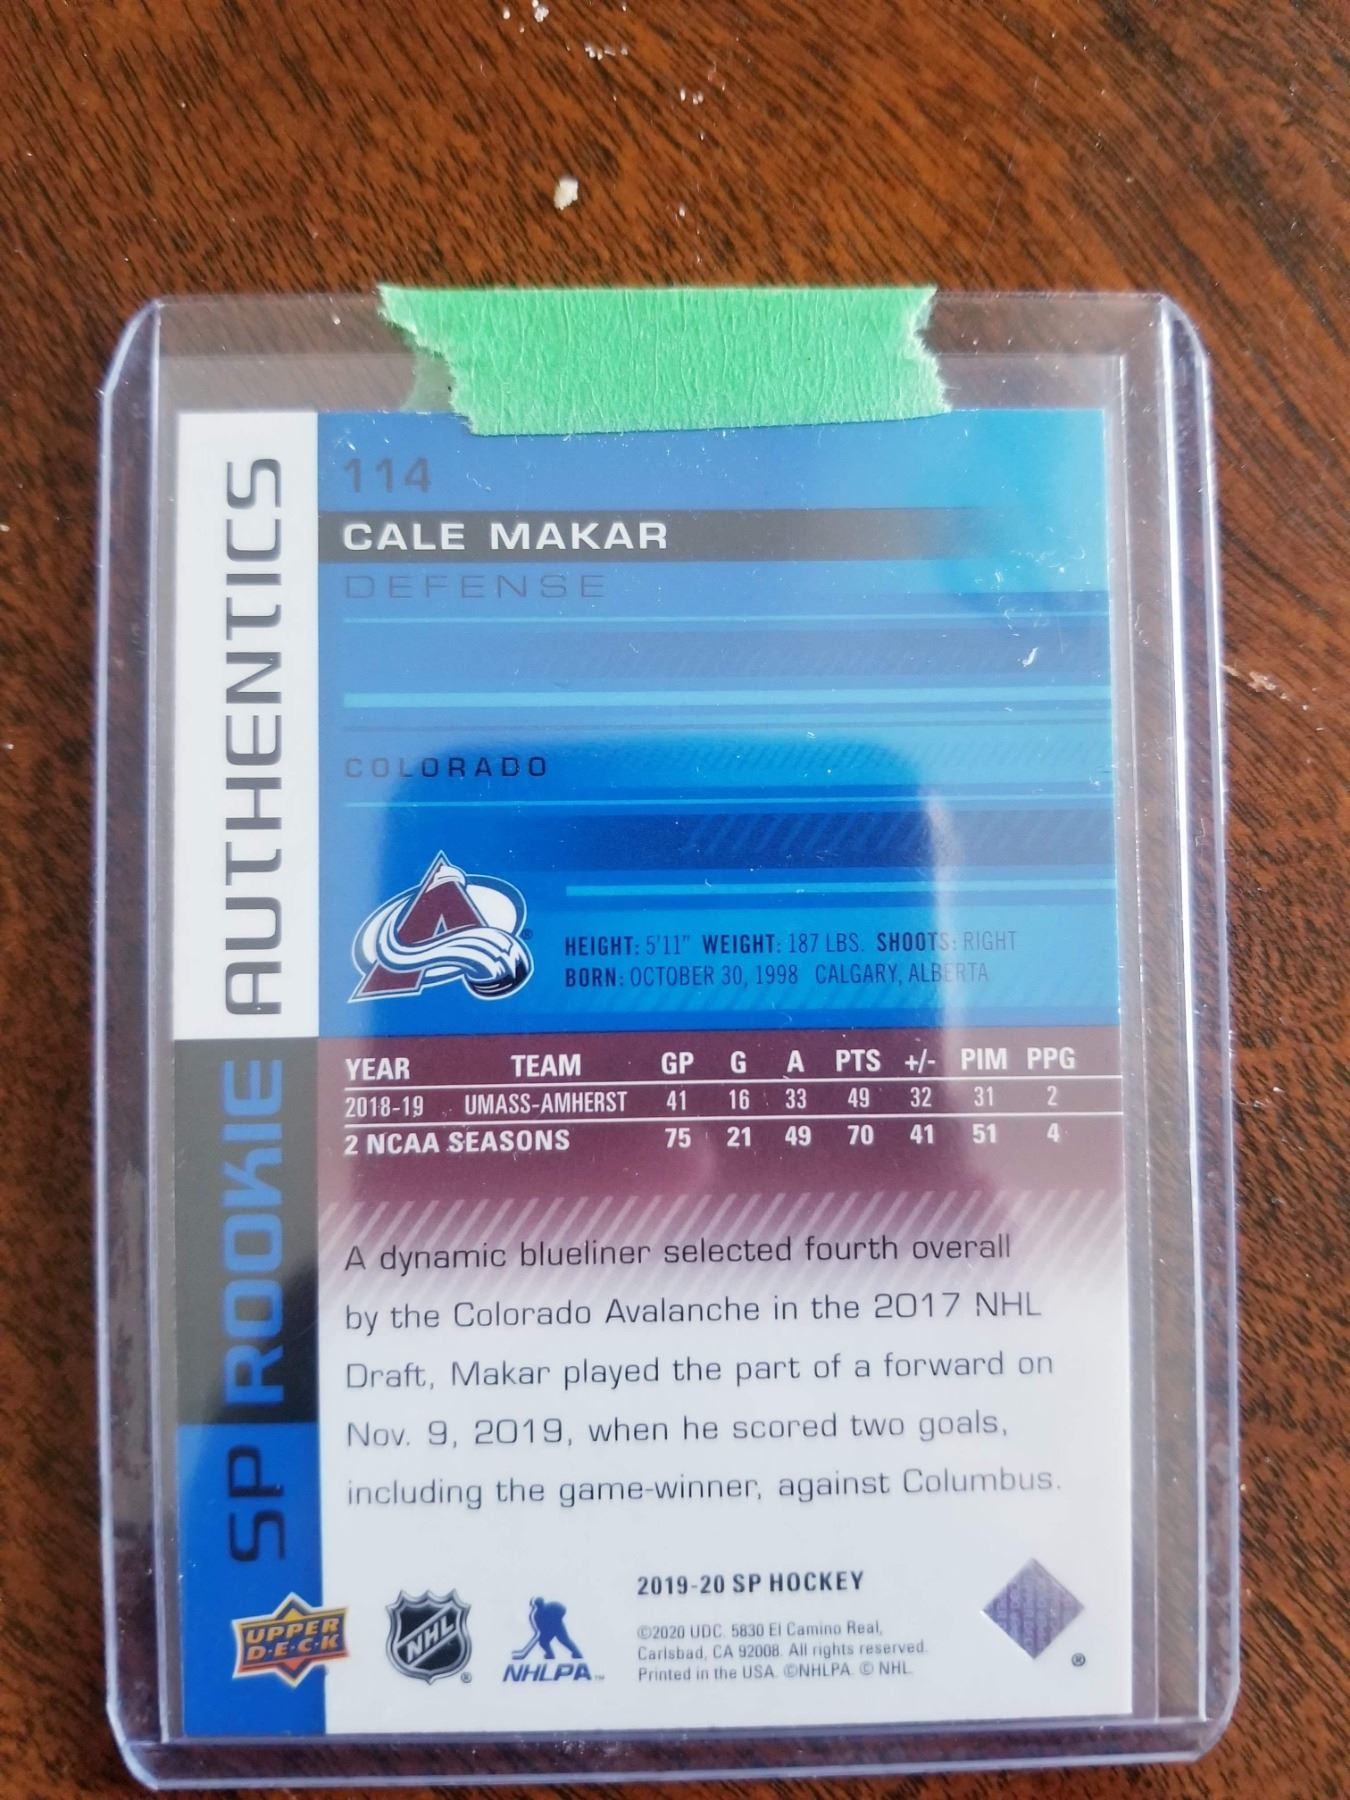 SP ROOKIE AUTHENTICS
114
CALE MAKAR
DEFENSE
COLORADO
HEIGHT: 5'11" WEIGHT: 187 LBS. SHOOTS: RIGHT
BORN: OCTOBER 30, 1998 CALGARY, ALBERTA
YEAR TEAM GP G A PTS +/- PIM PPG
2018-19 UMASS-AMHERST 41 16 33 49 32 31 2
2 NCAA SEASONS 75 21 49 70 41 51 4
A dynamic blueliner selected fourth overall
by the Colorado Avalanche in the 2017 NHL
Draft, Makar played the part of a forward on
Nov. 9, 2019, when he scored two goals,
including the game-winner, against Columbus.
2019-20 SP HOCKEY
©2020 UDC. 5830 El Camino Real,
Carlsbad, CA 92008. All rights reserved.
Printed in the USA. ©NHLPA. © NHL.
UPPER
D·E·C·K
NHL ®
NHLPA™
®